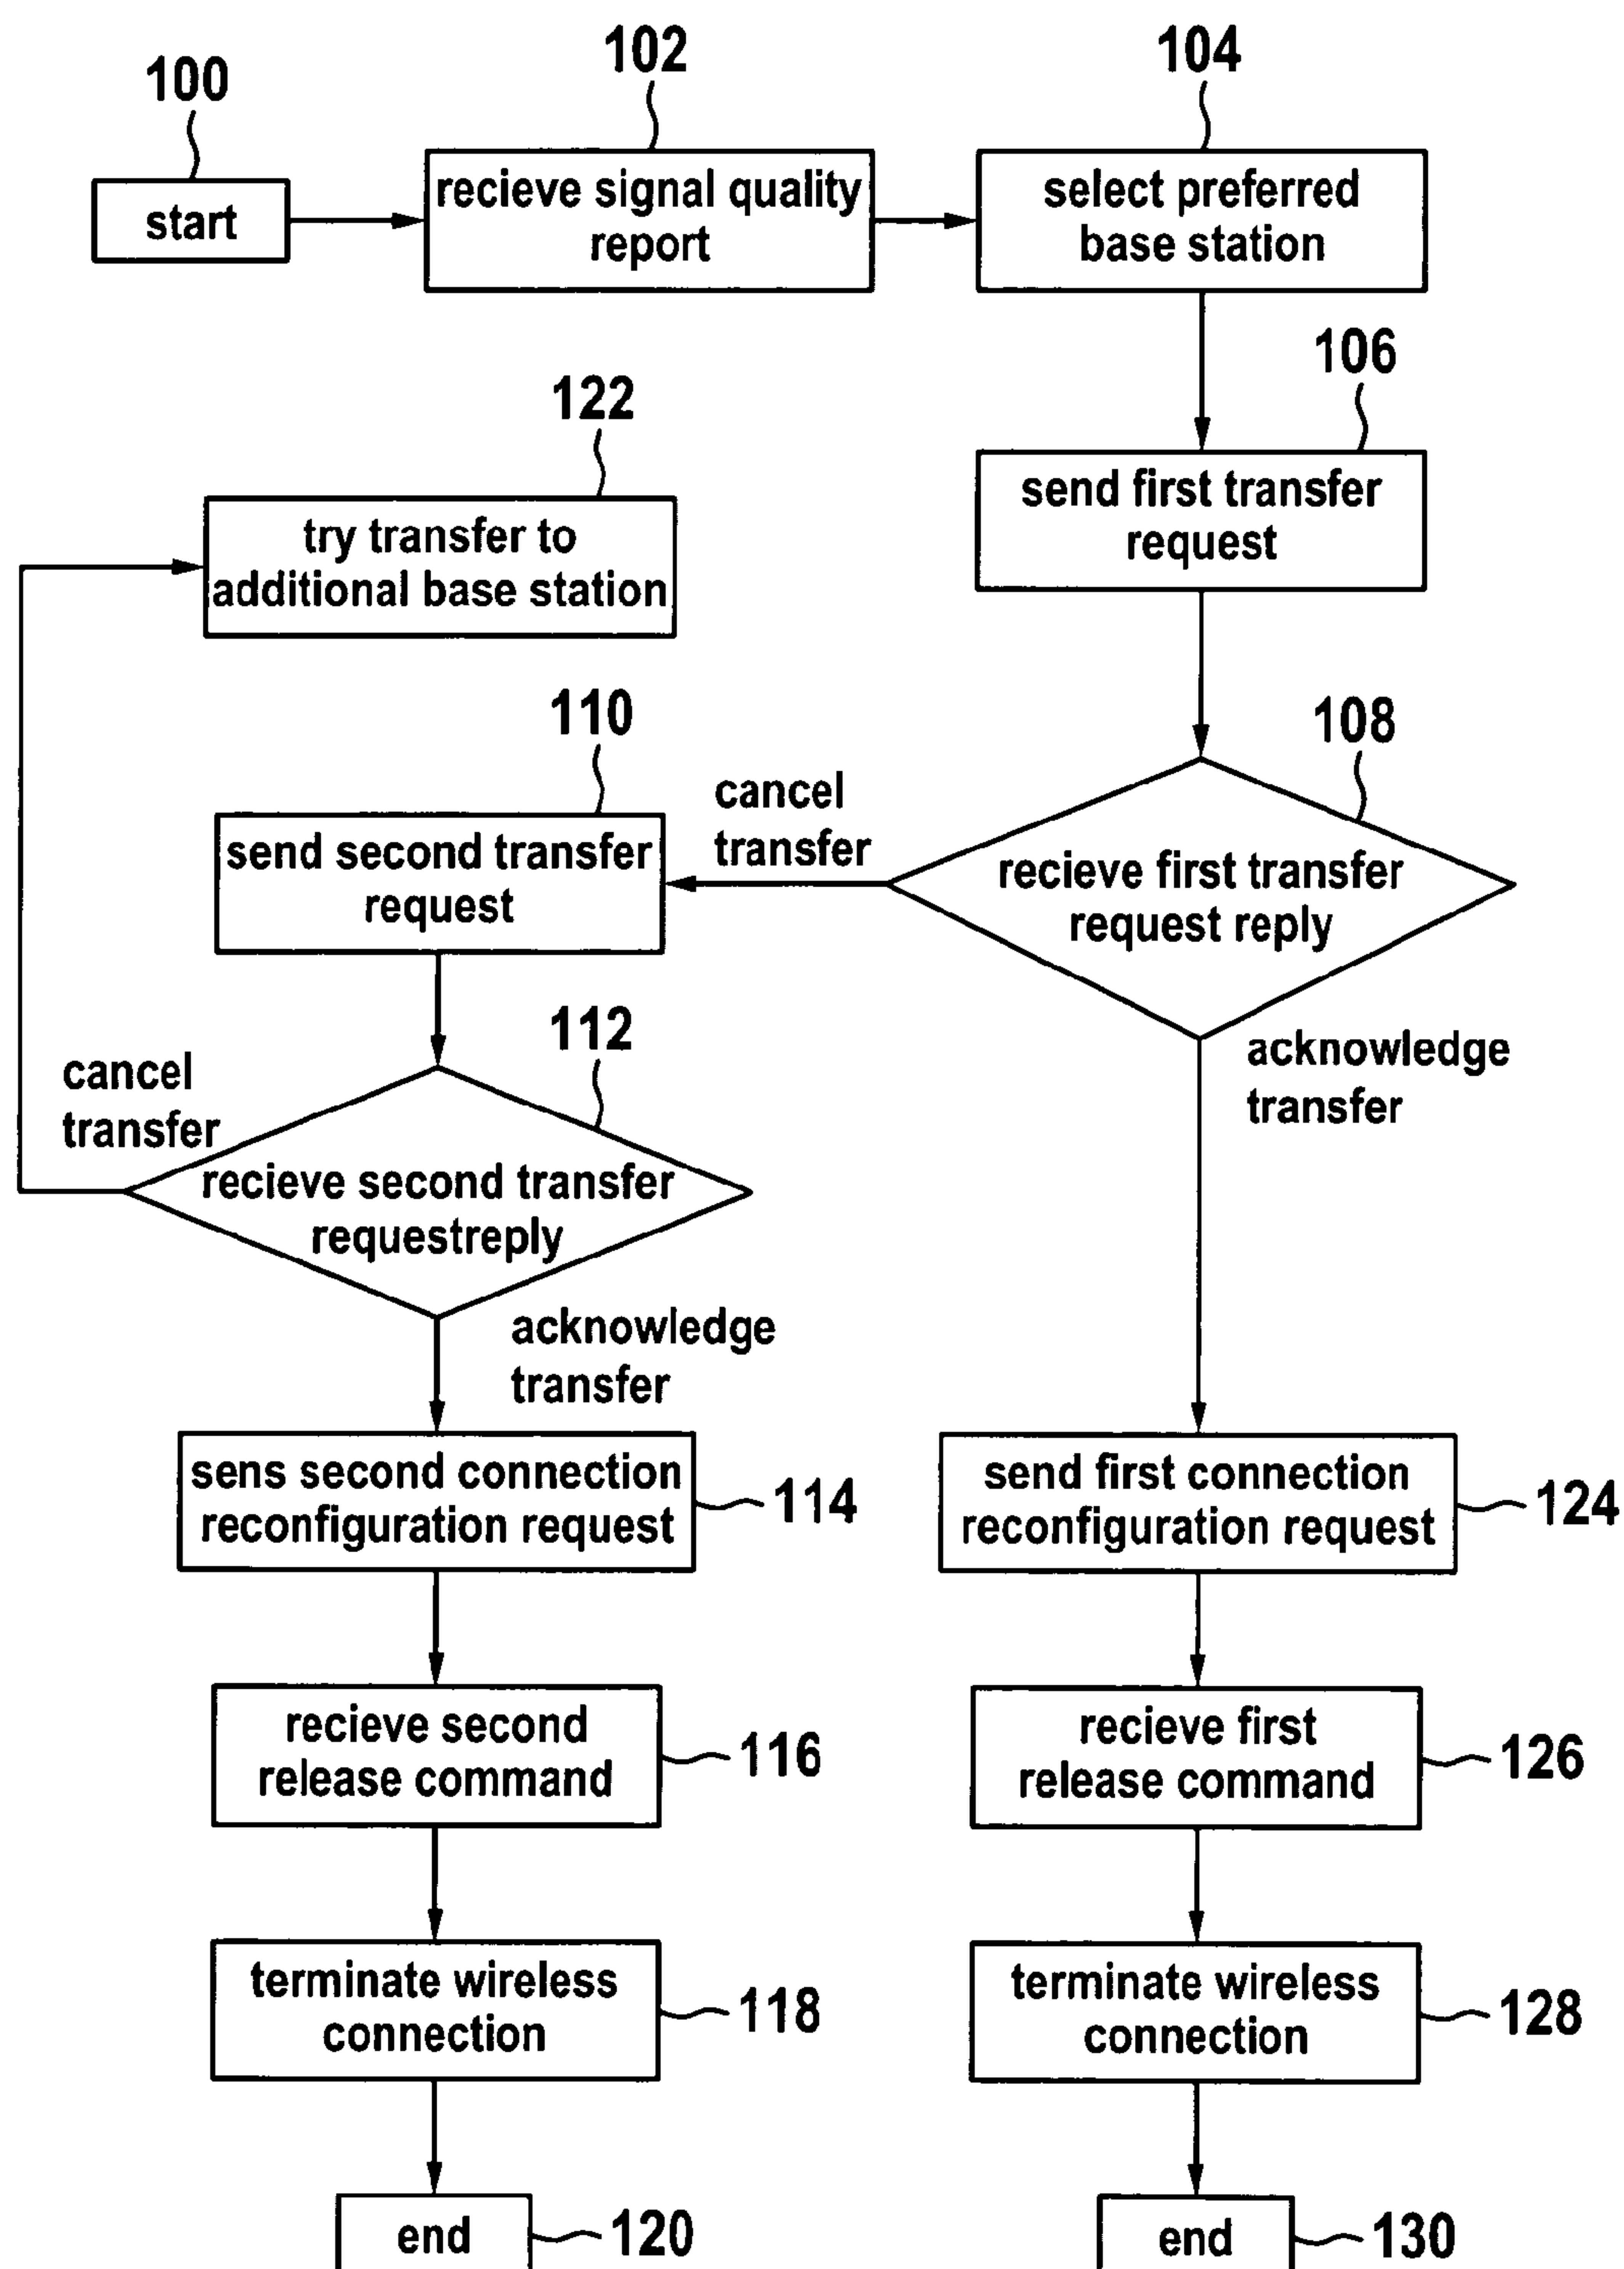 100
102
104
start
recieve signal quality
report
select preferred
base station
106
122
send first transfer
request
try transfer to
additional base station
110
108
cancel
transfer
send second transfer
request
recieve first transfer
request reply
112
acknowledge
transfer
cancel
transfer
recieve second transfer
requestreply
acknowledge
transfer
sens second connection
reconfiguration request
114
send first connection
reconfiguration request
124
recieve second
release command
116
recieve first
release command
126
terminate wireless
connection
118
terminate wireless
connection
128
end
120
end
130